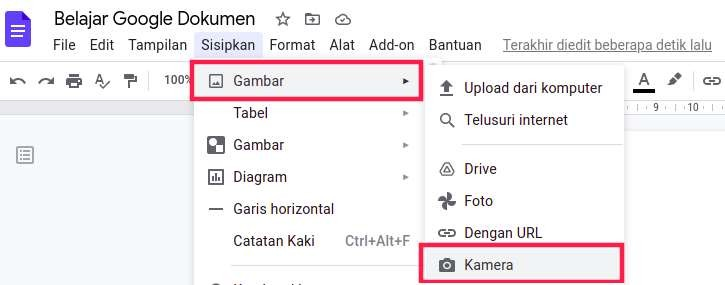 Belajar Google Dokumen
File Edit Tampilan Sisipkan Format Alat Add-on Bantuan Terakhir diedit beberapa detik lalu
100%
A
9 10
Gambar
Tabel
Gambar
Diagram
Garis horizontal
Catatan Kaki Ctrl+Alt+F
Upload dari komputer
Telusuri internet
Drive
Foto
Dengan URL
Kamera